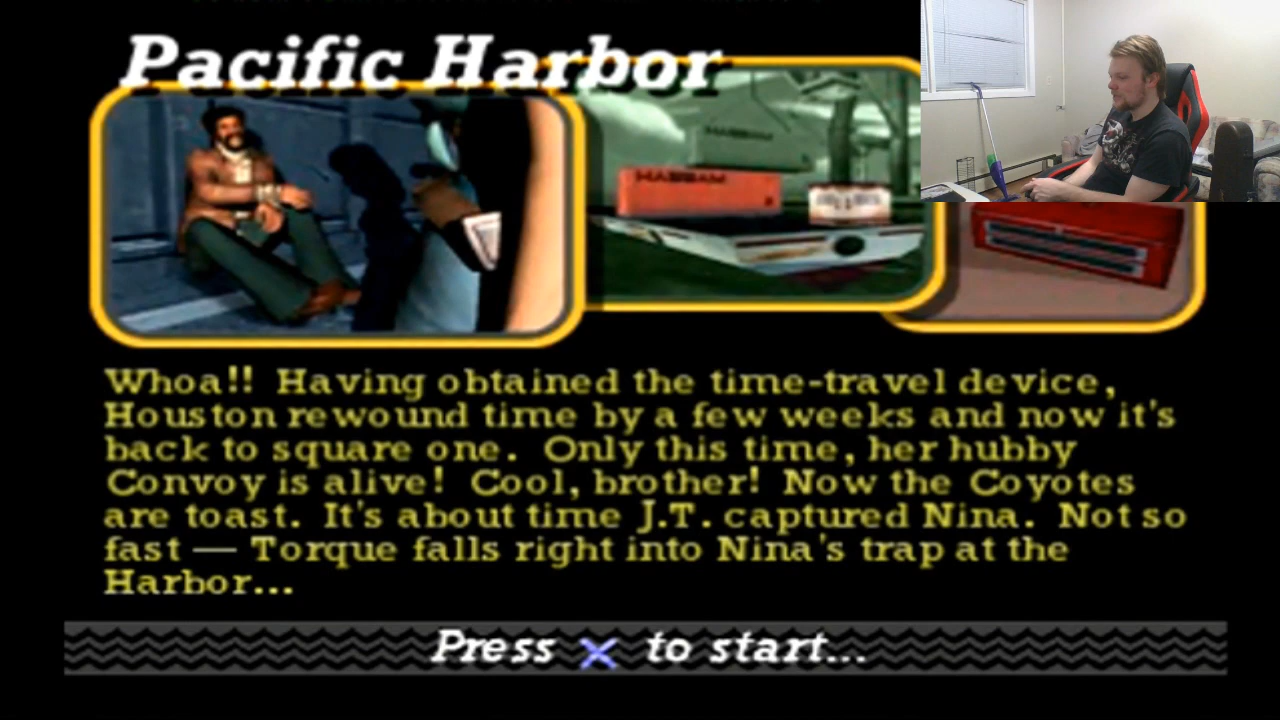 Pacific Harbor
Whoa!! Having obtained the time-travel device,
Houston rewound time by a few weeks and now it's
back to square one. Only this time, her hubby
Convoy is alive! Cool, brother! Now the Coyotes
are toast. It's about time J.T. captured Nina. Not so
fast — Torque falls right into Nina's trap at the
Harbor...
Press X to start...